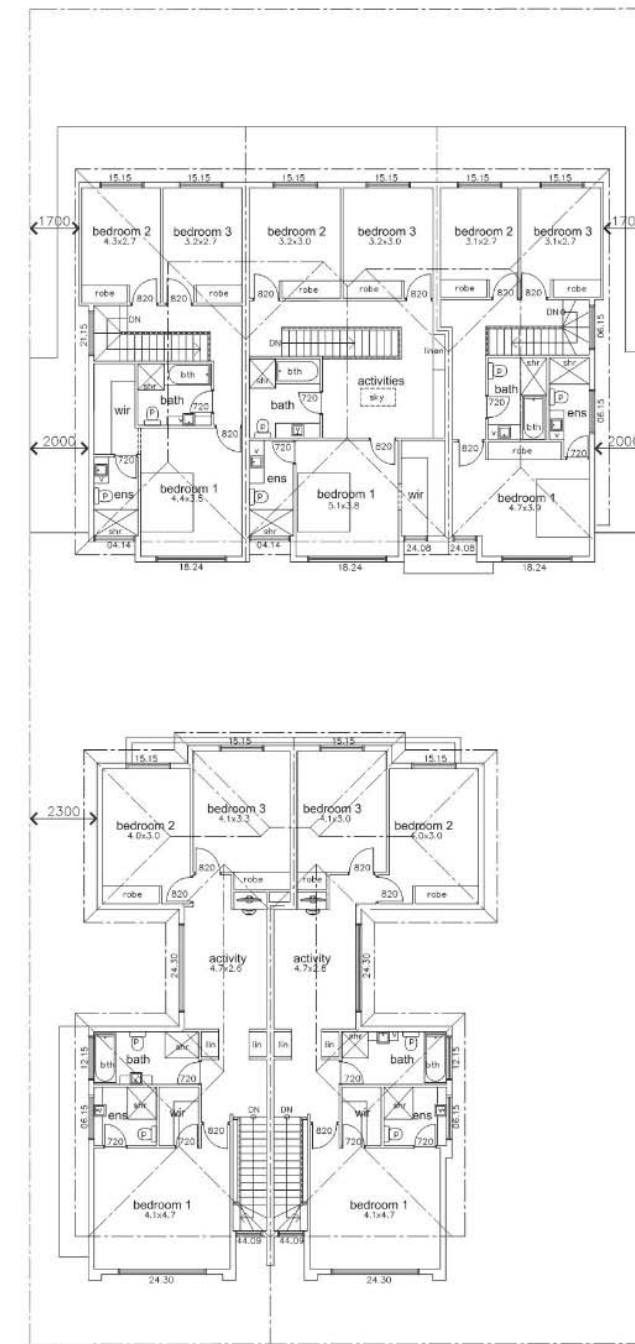 15.15 15.15 15.15 15.15 15.15 15.15
1700
bedroom 2 bedroom 3 bedroom 2 bedroom 3 bedroom 2 bedroom 3
4.3x2.7 3.2x2.7 3.2x3.0 3.2x3.0 3.1x2.7 3.1x2.7
robe 820 820 robe 820 robe robe 820 robe 820 820 robe
DN DN
21.15 06.15
DN linen
shr bth shr bth activities shr shr
wir bath 720 bath 720 sky bath P ens
P P 720 bth 06.15
2000 820 820 820 720 2000
720 720 robe
ens bedroom 1 ens bedroom 1 wir bedroom 1
P 4.4x3.5 P 5.1x3.8 4.7x3.0
shr shr
04.14 04.14 24.08 24.08
18.24 18.24 18.24
15.15 15.15
15.15 15.15
2300
bedroom 3 bedroom 3
bedroom 2 4.1x3.3 4.1x3.0 bedroom 2
4.0x3.0 4.0x3.0
820 820
robe 820 robe robe 820 robe
24.30 activity activity 24.30
4.7x2.6 4.7x2.6
12.15 bth P shr lin lin lin lin shr P bth 12.15
bath bath
720 720
06.15 ens shr wir DN DN wir shr ens 06.15
720 P 720 820 820 720 P 720
bedroom 1 bedroom 1
4.1x4.7 4.1x4.7
44.09 44.09
24.30 24.30